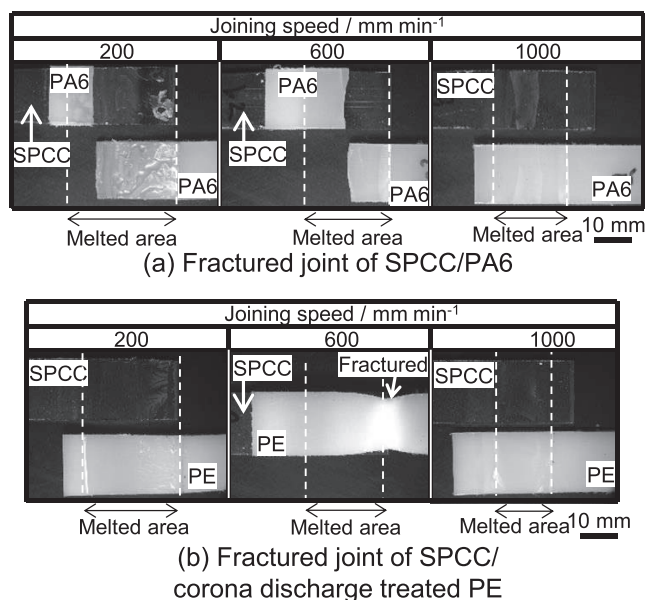 Joining speed / mm min-1
200 600 1000
PA6 PA6 SPCC
SPCC SPCC
PA6 PA6 PA6
Melted area Melted area Melted area 10 mm
(a) Fractured joint of SPCC/PA6
Joining speed / mm min-1
200 600 1000
SPCC SPCC Fractured SPCC
PE PE PE
Melted area Melted area Melted area 10 mm
(b) Fractured joint of SPCC/
corona discharge treated PE